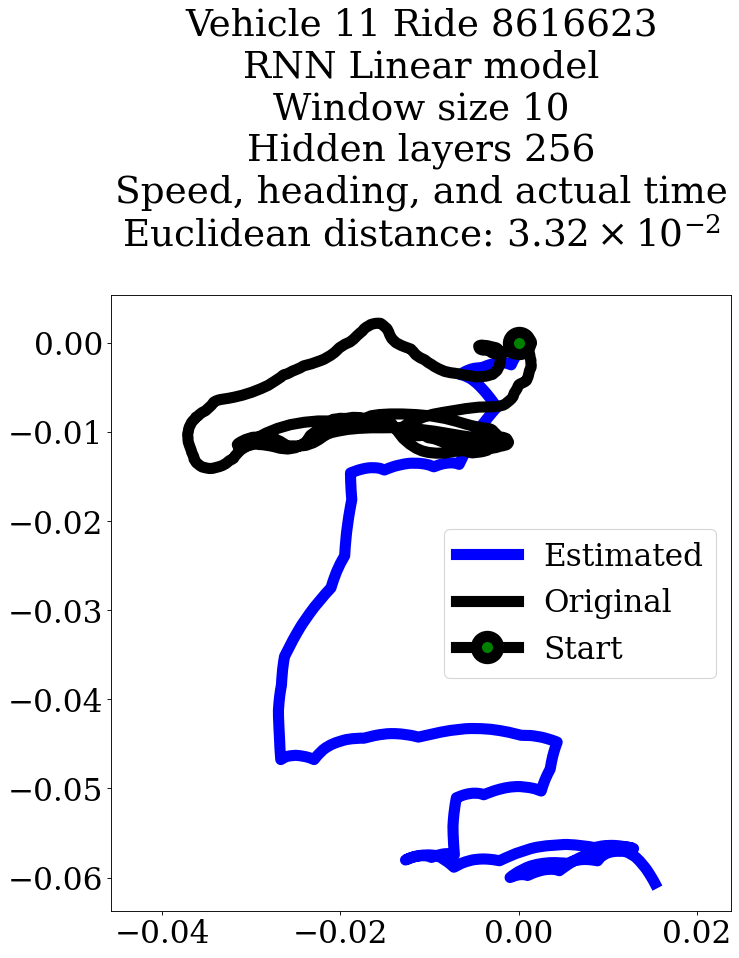 Vehicle 11 Ride 8616623
RNN Linear model
Window size 10
Hidden layers 256
Speed, heading, and actual time
Euclidean distance: 3.32 × 10⁻²
0.00
−0.01
−0.02
−0.03
−0.04
−0.05
−0.06
Estimated
Original
Start
−0.04
−0.02
0.00
0.02